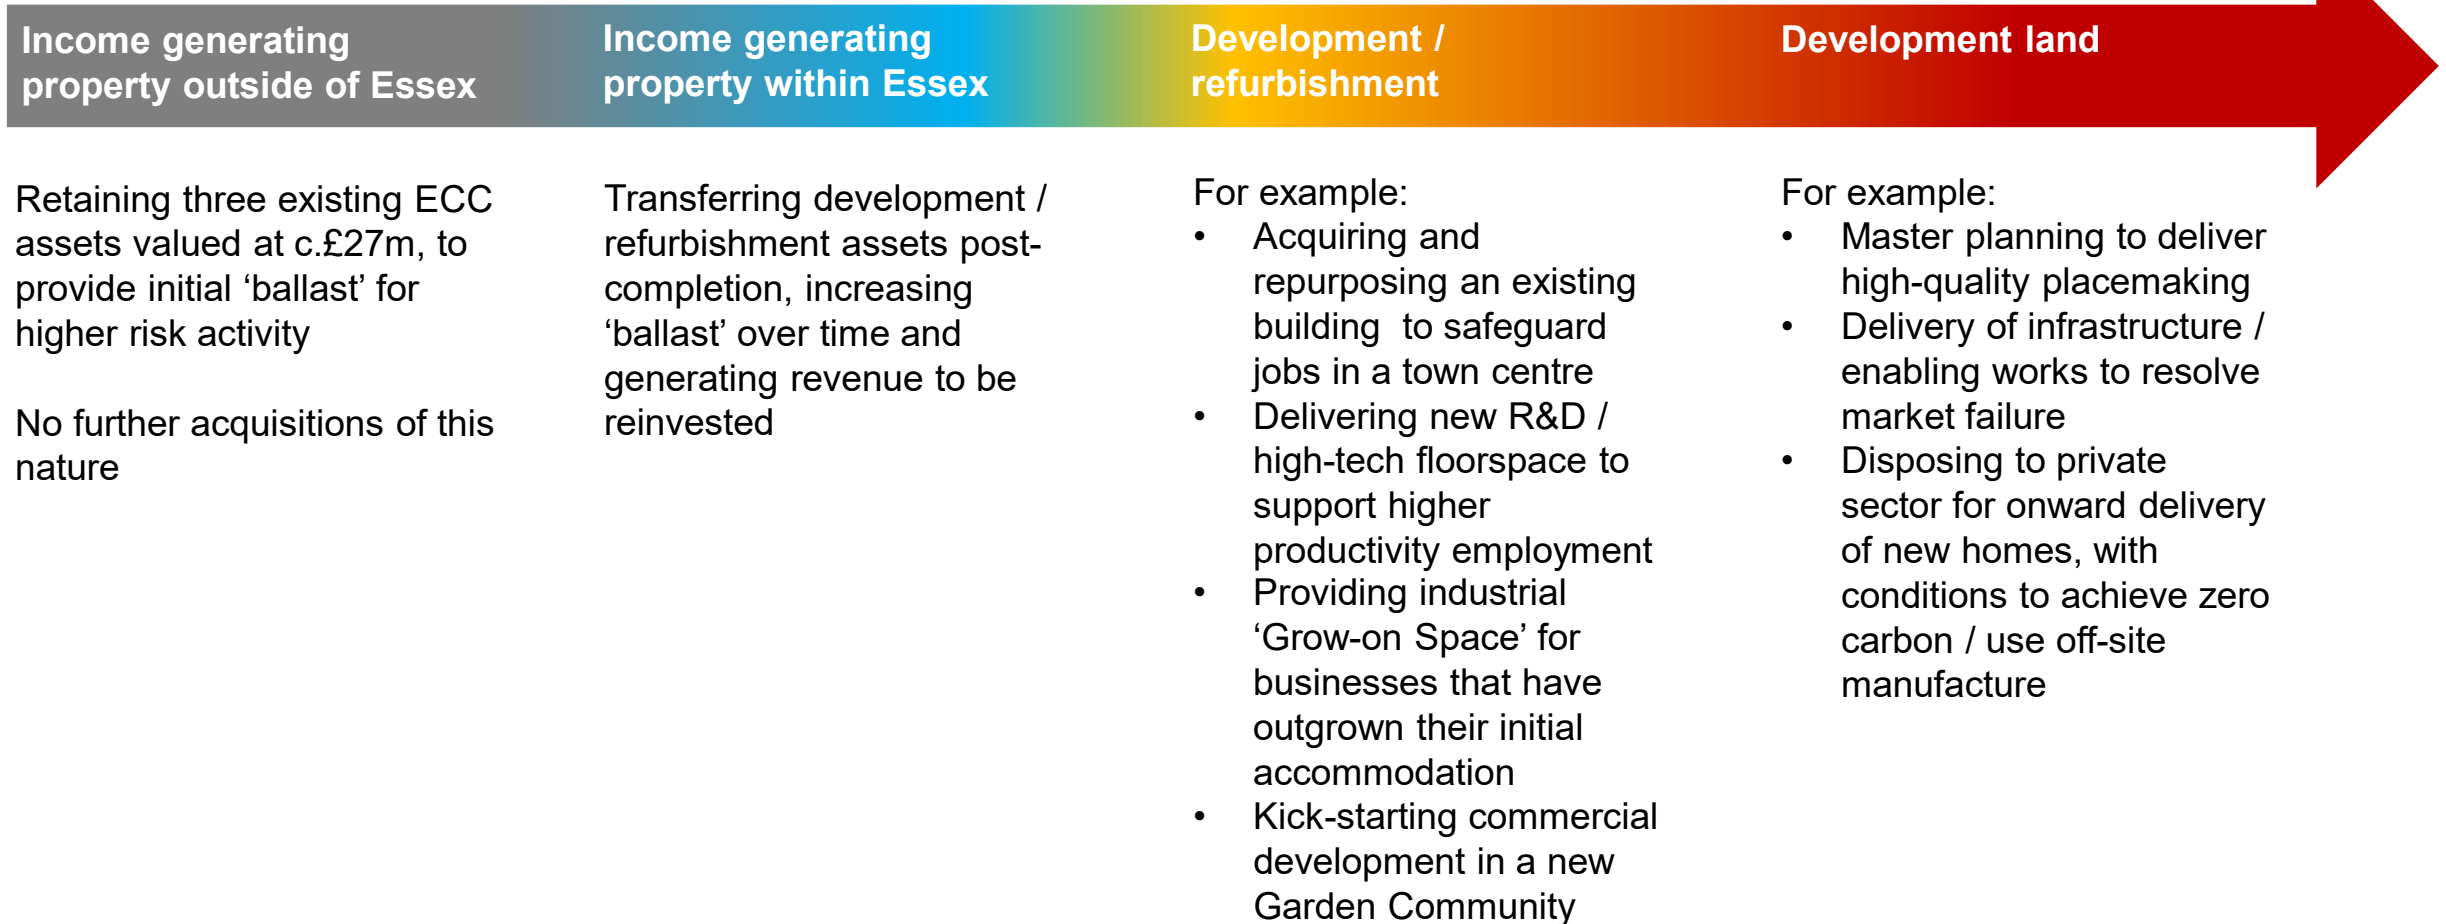 Income generating
property outside of Essex
Income generating
property within Essex
Development /
refurbishment
Development land
Retaining three existing ECC
assets valued at c.£27m, to
provide initial ‘ballast’ for
higher risk activity
No further acquisitions of this
nature
Transferring development /
refurbishment assets post-
completion, increasing
‘ballast’ over time and
generating revenue to be
reinvested
For example:
• Acquiring and
repurposing an existing
building  to safeguard
jobs in a town centre
• Delivering new R&D /
high-tech floorspace to
support higher
productivity employment
• Providing industrial
‘Grow-on Space’ for
businesses that have
outgrown their initial
accommodation
• Kick-starting commercial
development in a new
Garden Community
For example:
• Master planning to deliver
high-quality placemaking
• Delivery of infrastructure /
enabling works to resolve
market failure
• Disposing to private
sector for onward delivery
of new homes, with
conditions to achieve zero
carbon / use off-site
manufacture